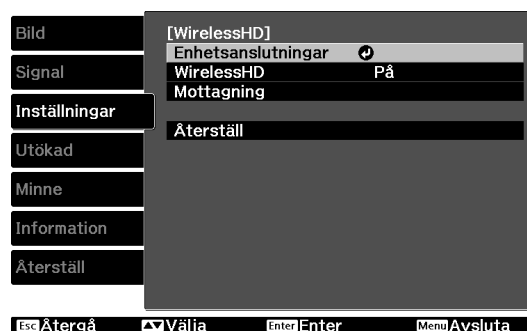 Bild
Signal
Inställningar
Utökad
Minne
Information
Återställ
[WirelessHD]
Enhetsanslutningar
WirelessHD På
Mottagning
Återställ
Esc Återgå Välja Enter Enter Menu Avsluta